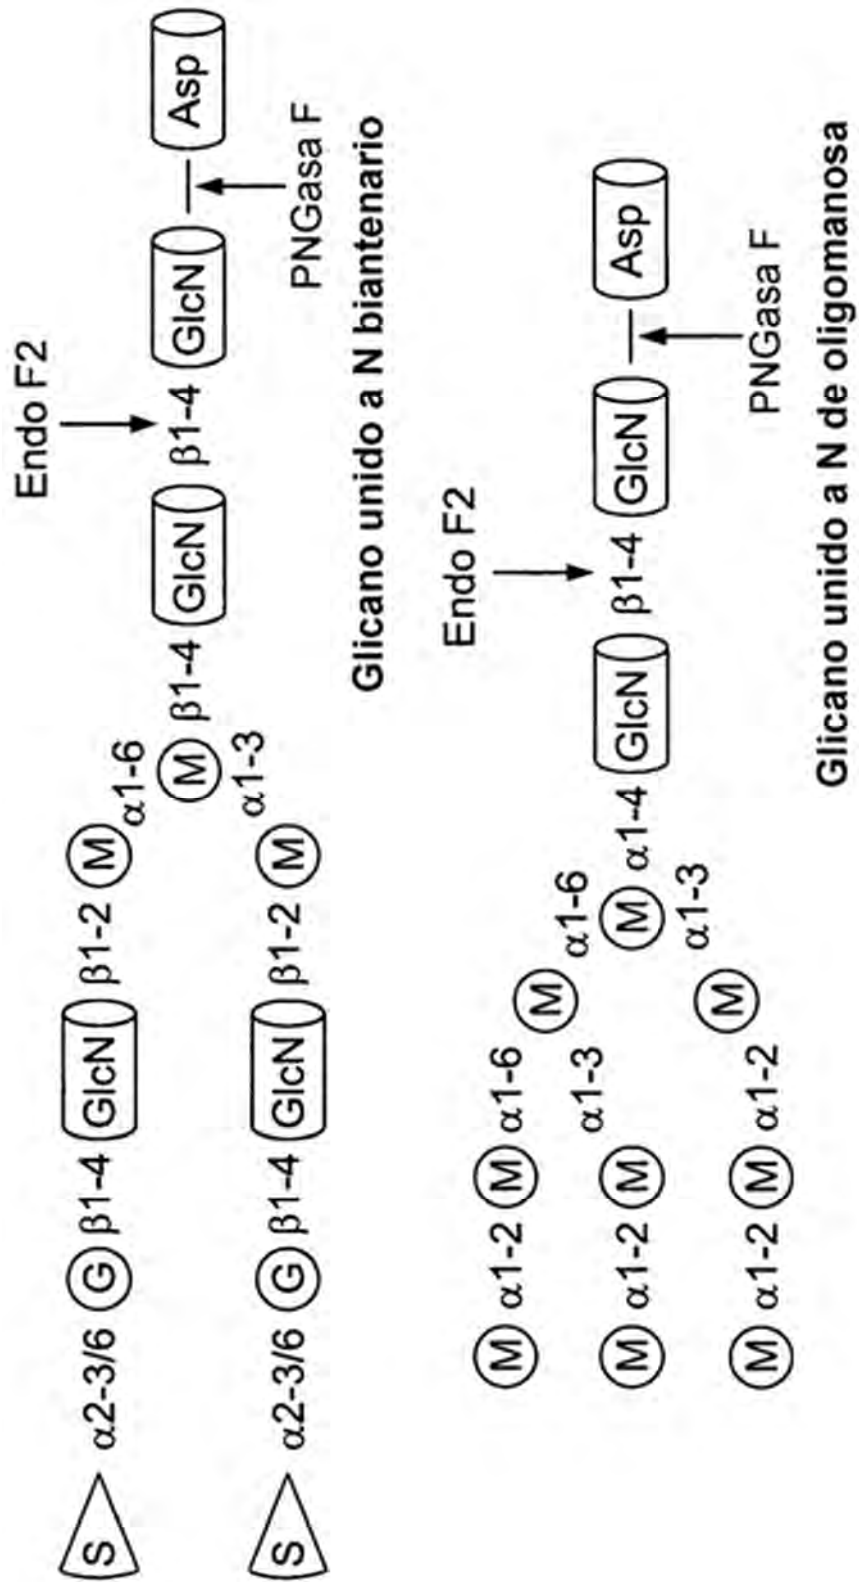 Endo F2
S α2-3/6 G β1-4 GlcN β1-2 M
α1-6
M β1-4 GlcN β1-4 GlcN Asp
α1-3
S α2-3/6 G β1-4 GlcN β1-2 M
PNGasa F
Glicano unido a N biantenario
Endo F2
M α1-2 M α1-6
M α1-6
α1-3
M α1-2 M
M α1-4 GlcN β1-4 GlcN Asp
α1-3
M
M α1-2 M α1-2
PNGasa F
Glicano unido a N de oligomanosa